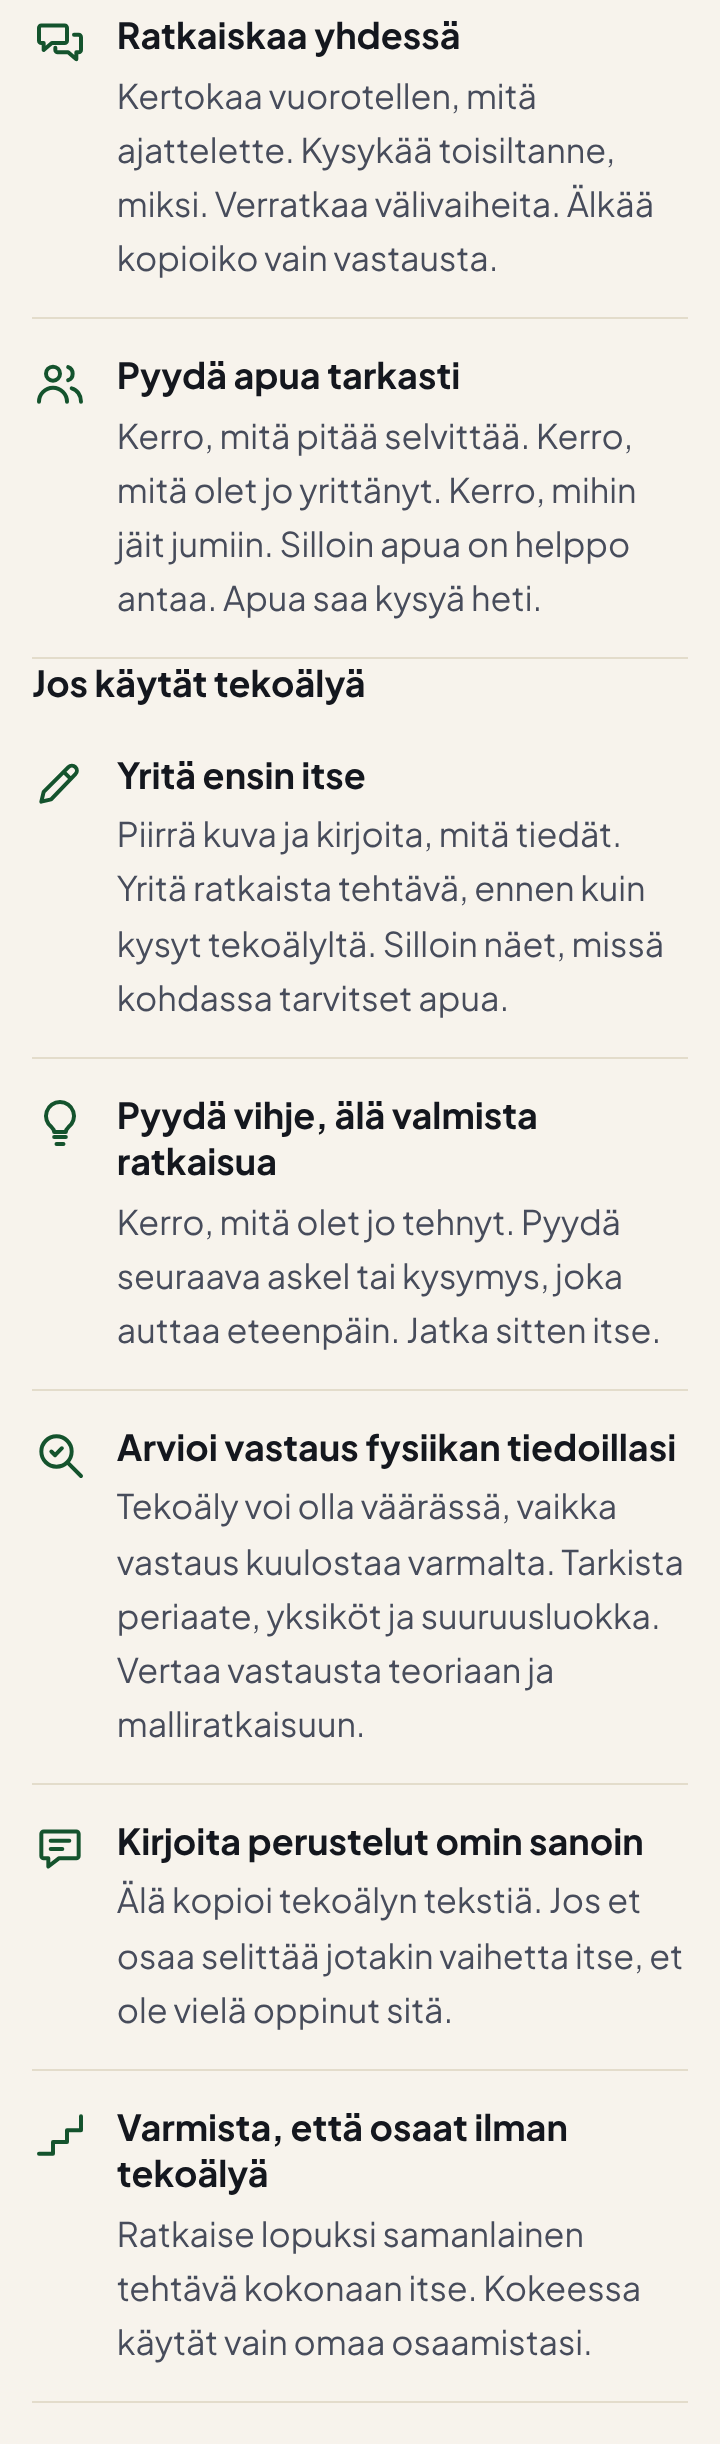 Ratkaiskaa yhdessä
Kertokaa vuorotellen, mitä
ajattelette. Kysykää toisiltanne,
miksi. Verratkaa välivaiheita. Älkää
kopioiko vain vastausta.
Pyydä apua tarkasti
Kerro, mitä pitää selvittää. Kerro,
mitä olet jo yrittänyt. Kerro, mihin
jäit jumiin. Silloin apua on helppo
antaa. Apua saa kysyä heti.
Jos käytät tekoälyä
Yritä ensin itse
Piirrä kuva ja kirjoita, mitä tiedät.
Yritä ratkaista tehtävä, ennen kuin
kysyt tekoälyltä. Silloin näet, missä
kohdassa tarvitset apua.
Pyydä vihje, älä valmista
ratkaisua
Kerro, mitä olet jo tehnyt. Pyydä
seuraava askel tai kysymys, joka
auttaa eteenpäin. Jatka sitten itse.
Arvioi vastaus fysiikan tiedoillasi
Tekoäly voi olla väärässä, vaikka
vastaus kuulostaa varmalta. Tarkista
periaate, yksiköt ja suuruusluokka.
Vertaa vastausta teoriaan ja
malliratkaisuun.
Kirjoita perustelut omin sanoin
Älä kopioi tekoälyn tekstiä. Jos et
osaa selittää jotakin vaihetta itse, et
ole vielä oppinut sitä.
Varmista, että osaat ilman
tekoälyä
Ratkaise lopuksi samanlainen
tehtävä kokonaan itse. Kokeessa
käytät vain omaa osaamistasi.